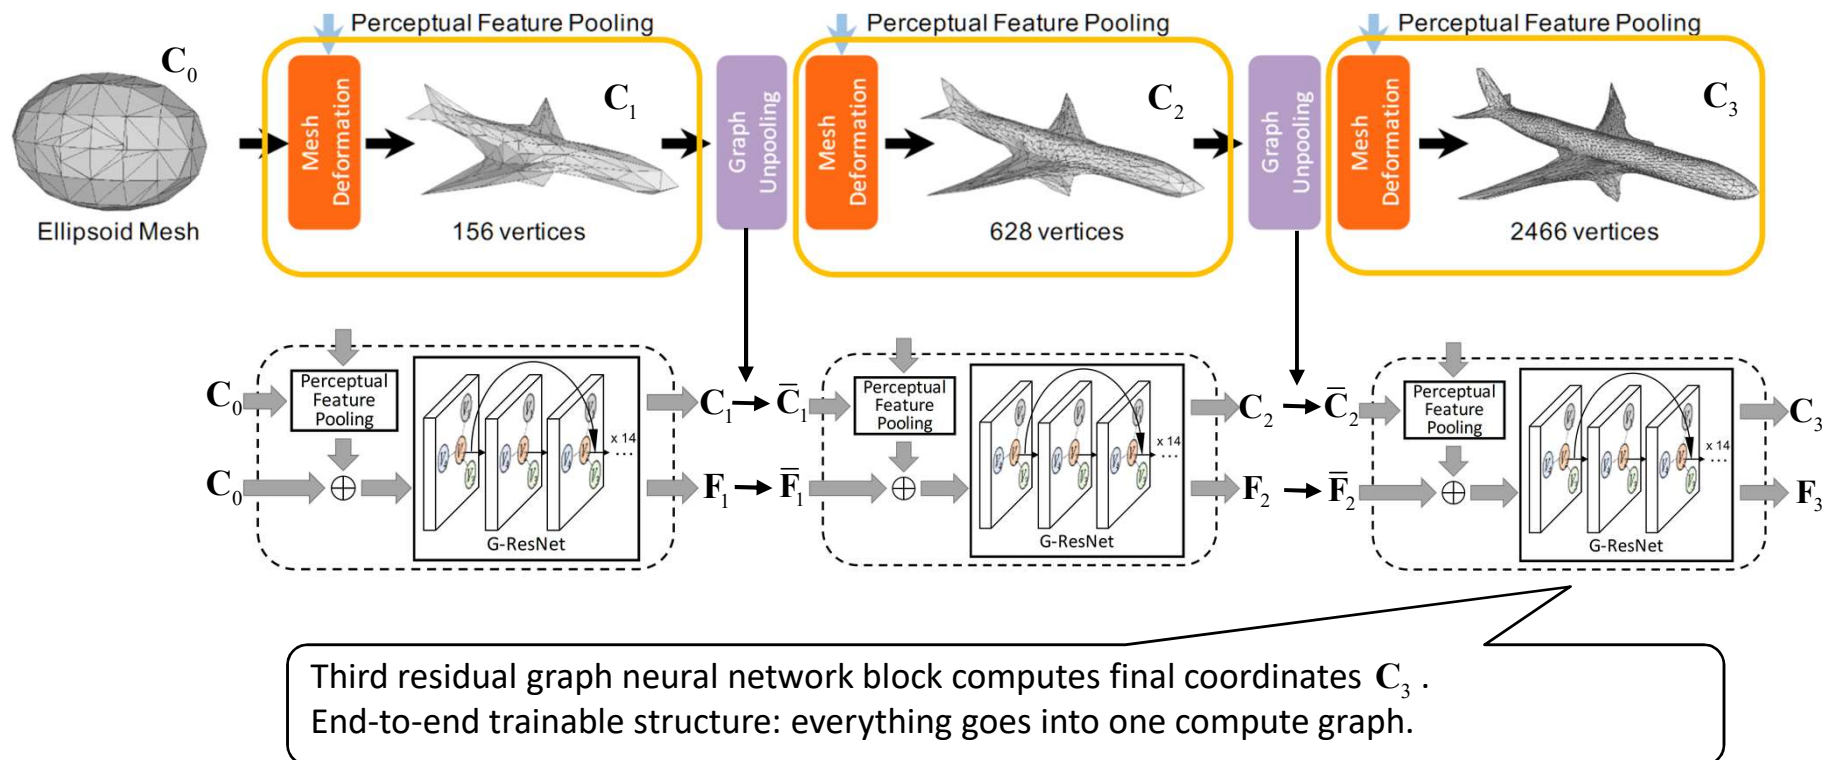 Perceptual Feature Pooling
Perceptual Feature Pooling
Perceptual Feature Pooling
C₀
Ellipsoid Mesh
Mesh
Deformation
C₁
156 vertices
Graph
Unpooling
Mesh
Deformation
C₂
628 vertices
Graph
Unpooling
Mesh
Deformation
C₃
2466 vertices
C₀
Perceptual
Feature
Pooling
x 14
...
G-ResNet
C₀
C₁
C̅₁
F₁
F̅₁
Perceptual
Feature
Pooling
x 14
...
G-ResNet
C₂
C̅₂
F₂
F̅₂
Perceptual
Feature
Pooling
x 14
...
G-ResNet
C₃
F₃
Third residual graph neural network block computes final coordinates C₃ .
End-to-end trainable structure: everything goes into one compute graph.